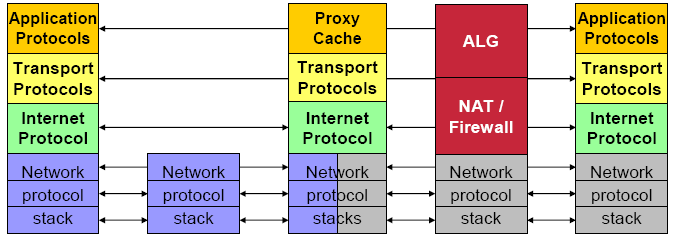 Application
Protocols
Transport
Protocols
Internet
Protocol
Network
protocol
stack
Network
protocol
stack
Proxy
Cache
Transport
Protocols
Internet
Protocol
Network
protocol
stacks
ALG
NAT /
Firewall
Network
protocol
stack
Application
Protocols
Transport
Protocols
Internet
Protocol
Network
protocol
stack